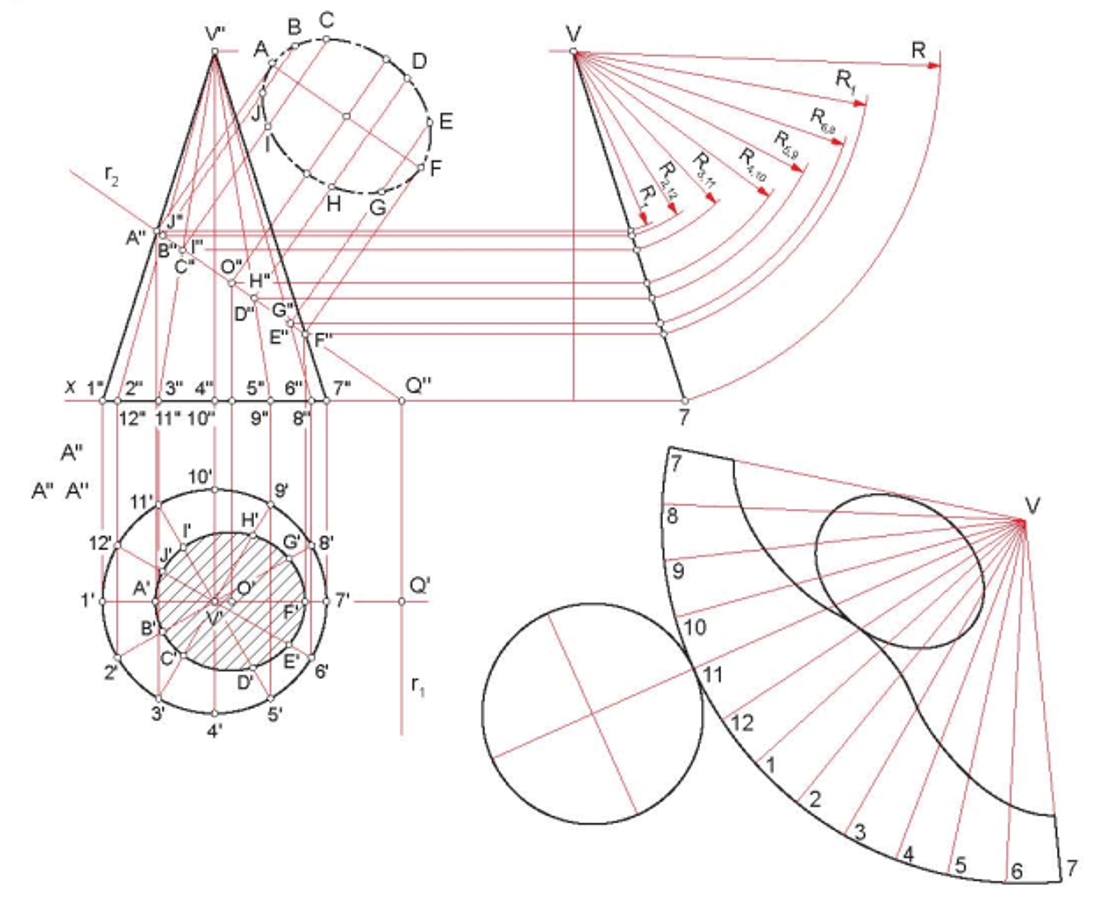 V"
A
B
C
D
E
F
G
H
I
J
r2
A"
J"
B"
I"
C"
O"
H"
D"
G"
E"
F"
x 1" 2" 3" 4" 5" 6" 7" Q"
12" 11" 10" 9" 8"
A"
A" A"
10'
11' 9'
12' I' H' G' 8'
J'
1' A' V' O' F' 7' Q'
B'
C' D' E'
2' 6'
3' 5'
4'
r1
V
R
R1
R6,8
R5,9
R4,10
R3,11
R2,12
R1
7
7
8
9
10
11
12
1
2
3
4
5
6
7
V